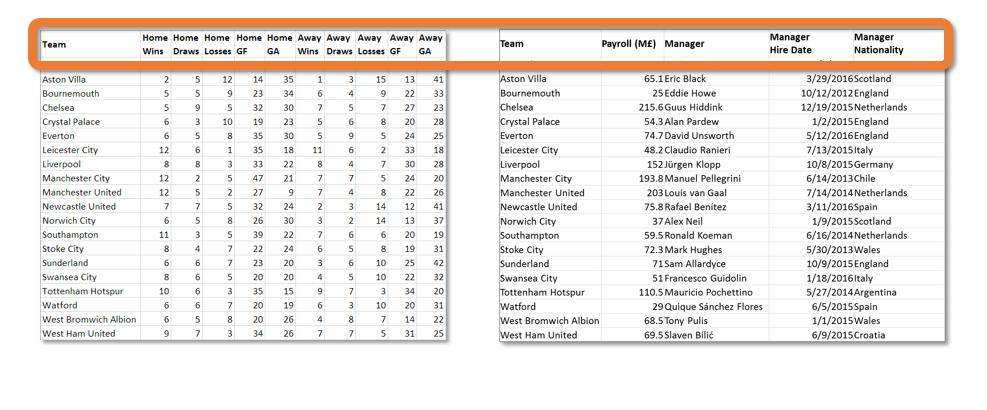 Team
Home Home Home Home Home Away Away Away Away Away
Wins Draws Losses GF GA Wins Draws Losses GF GA
Aston Villa 2 5 12 14 35 1 3 15 13 41
Bournemouth 5 5 9 23 34 6 4 9 22 33
Chelsea 5 9 5 32 30 7 5 7 27 23
Crystal Palace 6 3 10 19 23 5 6 8 20 28
Everton 6 5 8 35 30 5 9 5 24 25
Leicester City 12 6 1 35 18 11 6 2 33 18
Liverpool 8 8 3 33 22 8 4 7 30 28
Manchester City 12 2 5 47 21 7 7 5 24 20
Manchester United 12 5 2 27 9 7 4 8 22 26
Newcastle United 7 7 5 32 24 2 3 14 12 41
Norwich City 6 5 8 26 30 3 2 14 13 37
Southampton 11 3 5 39 22 7 6 6 20 19
Stoke City 8 4 7 22 24 6 5 8 19 31
Sunderland 6 6 7 23 20 3 6 10 25 42
Swansea City 8 6 5 20 20 4 5 10 22 32
Tottenham Hotspur 10 6 3 35 15 9 7 3 34 20
Watford 6 6 7 20 19 6 3 10 20 31
West Bromwich Albion 6 5 8 20 26 4 8 7 14 22
West Ham United 9 7 3 34 26 7 7 5 31 25
Manager Manager
Team Payroll (M£) Manager
Hire Date Nationality
Aston Villa 65.1 Eric Black 3/29/2016 Scotland
Bournemouth 25 Eddie Howe 10/12/2012 England
Chelsea 215.6 Guus Hiddink 12/19/2015 Netherlands
Crystal Palace 54.3 Alan Pardew 1/2/2015 England
Everton 74.7 David Unsworth 5/12/2016 England
Leicester City 48.2 Claudio Ranieri 7/13/2015 Italy
Liverpool 152 Jürgen Klopp 10/8/2015 Germany
Manchester City 193.8 Manuel Pellegrini 6/14/2013 Chile
Manchester United 203 Louis van Gaal 7/14/2014 Netherlands
Newcastle United 75.8 Rafael Benítez 3/11/2016 Spain
Norwich City 37 Alex Neil 1/9/2015 Scotland
Southampton 59.5 Ronald Koeman 6/16/2014 Netherlands
Stoke City 72.3 Mark Hughes 5/30/2013 Wales
Sunderland 71 Sam Allardyce 10/9/2015 England
Swansea City 51 Francesco Guidolin 1/18/2016 Italy
Tottenham Hotspur 110.5 Mauricio Pochettino 5/27/2014 Argentina
Watford 29 Quique Sánchez Flores 6/5/2015 Spain
West Bromwich Albion 68.5 Tony Pulis 1/1/2015 Wales
West Ham United 69.5 Slaven Bilić 6/9/2015 Croatia